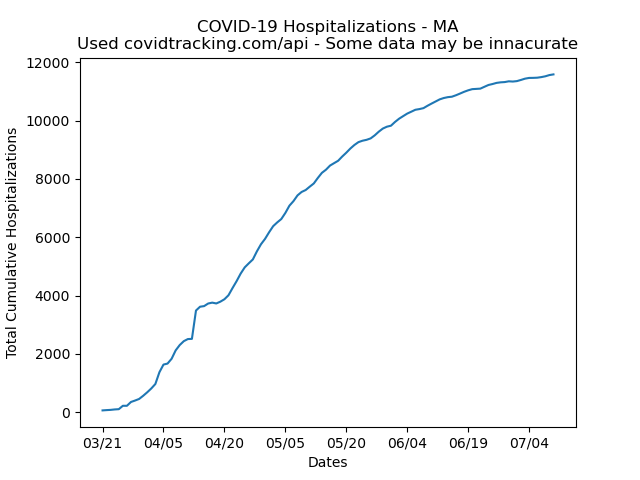 COVID-19 Hospitalizations - MA
Used covidtracking.com/api - Some data may be innacurate
Total Cumulative Hospitalizations
12000
10000
8000
6000
4000
2000
0
03/21 04/05 04/20 05/05 05/20 06/04 06/19 07/04
Dates